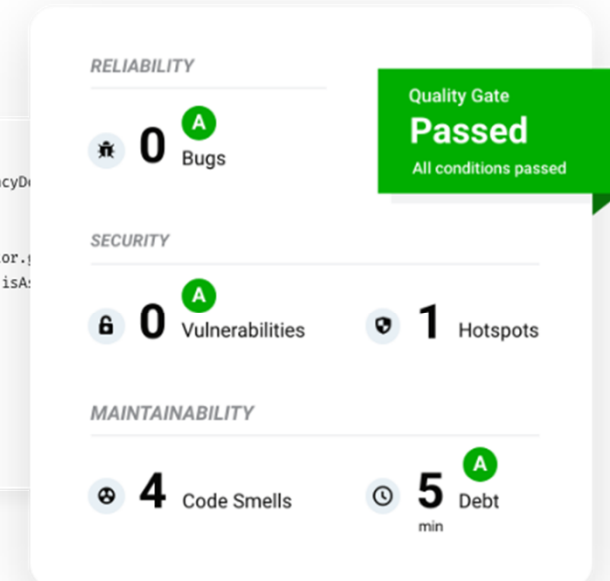 RELIABILITY
Quality Gate
Passed
All conditions passed
0 A Bugs
SECURITY
0 A Vulnerabilities
1 Hotspots
MAINTAINABILITY
4 Code Smells
5 min A Debt